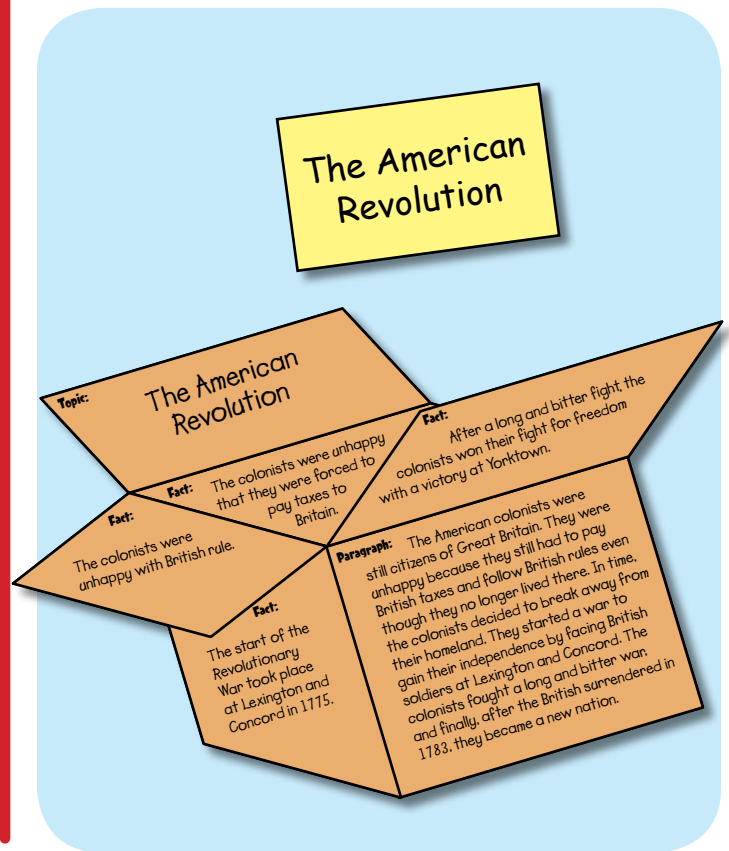 The American
Revolution
Topic:
The American
Revolution
Fact:
The colonists were unhappy
that they were forced to
pay taxes to
Britain.
Fact:
After a long and bitter fight, the
colonists won their fight for freedom
with a victory at Yorktown.
Fact:
The colonists were
unhappy with British rule.
Fact:
The start of the
Revolutionary
War took place
at Lexington and
Concord in 1775.
Paragraph: The American colonists were
still citizens of Great Britain. They were
unhappy because they still had to pay
British taxes and follow British rules even
though they no longer lived there. In time,
the colonists decided to break away from
their homeland. They started a war to
gain their independence by facing British
soldiers at Lexington and Concord. The
colonists fought a long and bitter war,
and finally, after the British surrendered in
1783, they became a new nation.